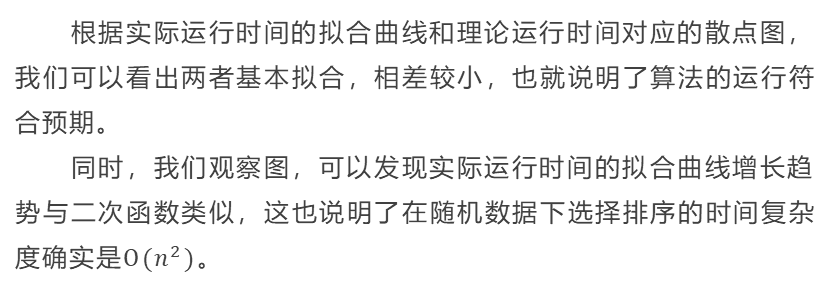 根据实际运行时间的拟合曲线和理论运行时间对应的散点图，
我们可以看出两者基本拟合，相差较小，也就说明了算法的运行符
合预期。
同时，我们观察图，可以发现实际运行时间的拟合曲线增长趋
势与二次函数类似，这也说明了在随机数据下选择排序的时间复杂
度确实是O(n²)。